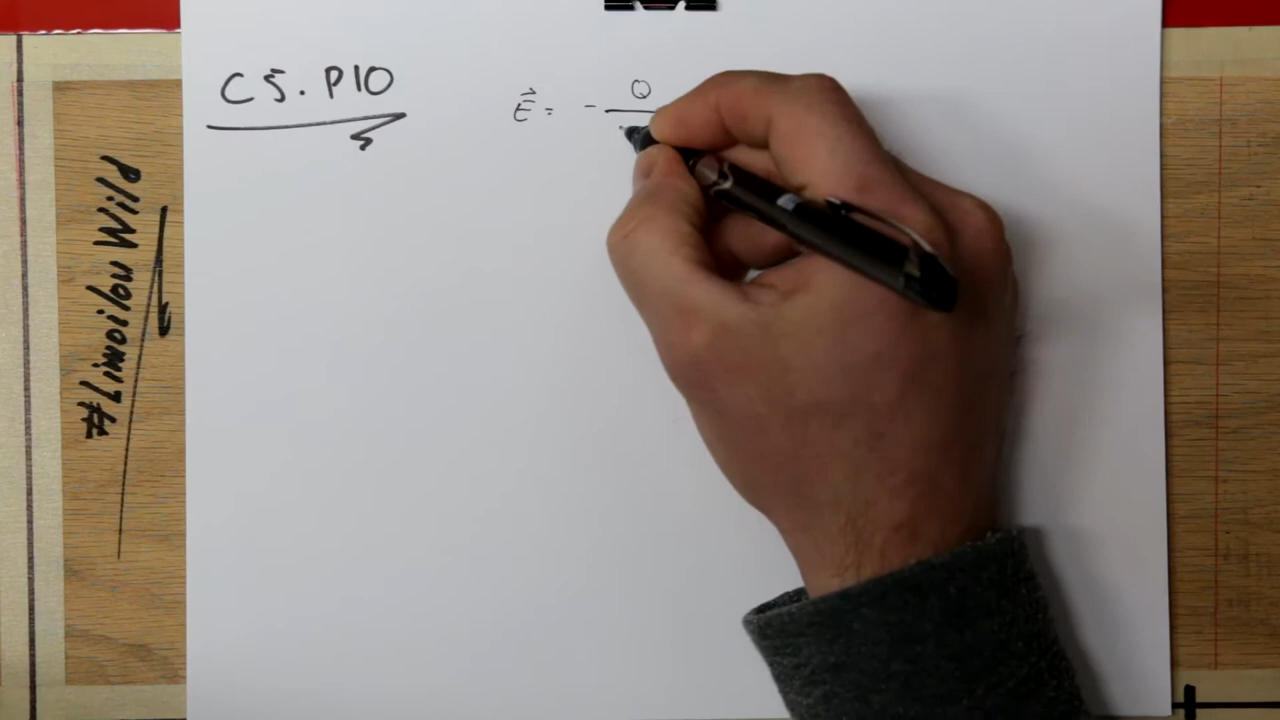 C5. P10
E⃗ = - Q
#Limoilou Wild